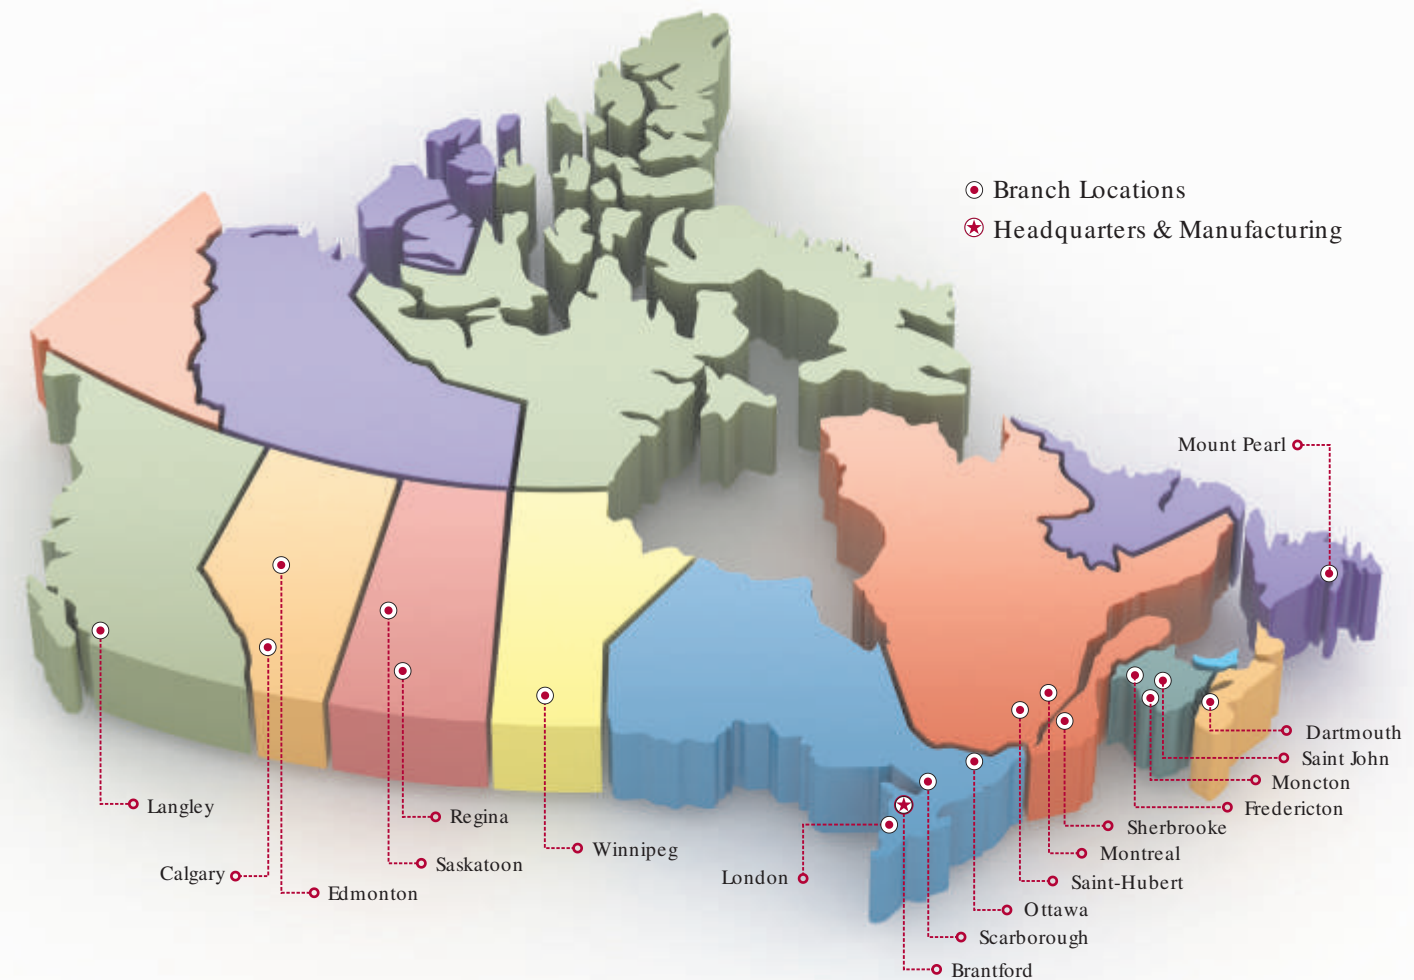 Branch Locations
Headquarters & Manufacturing
Mount Pearl
Dartmouth
Saint John
Moncton
Fredericton
Langley
Regina
Sherbrooke
Winnipeg
Montreal
Saskatoon
Calgary
London
Saint-Hubert
Edmonton
Ottawa
Scarborough
Brantford